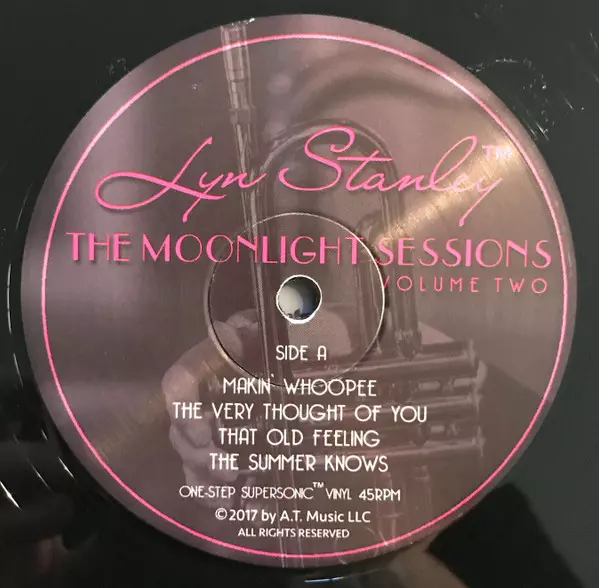 Lyn Stanley™
THE MOONLIGHT SESSIONS
VOLUME TWO
SIDE A
MAKIN' WHOOPEE
THE VERY THOUGHT OF YOU
THAT OLD FEELING
THE SUMMER KNOWS
ONE-STEP SUPERSONIC™ VINYL 45RPM
©2017 by A.T. Music LLC
ALL RIGHTS RESERVED